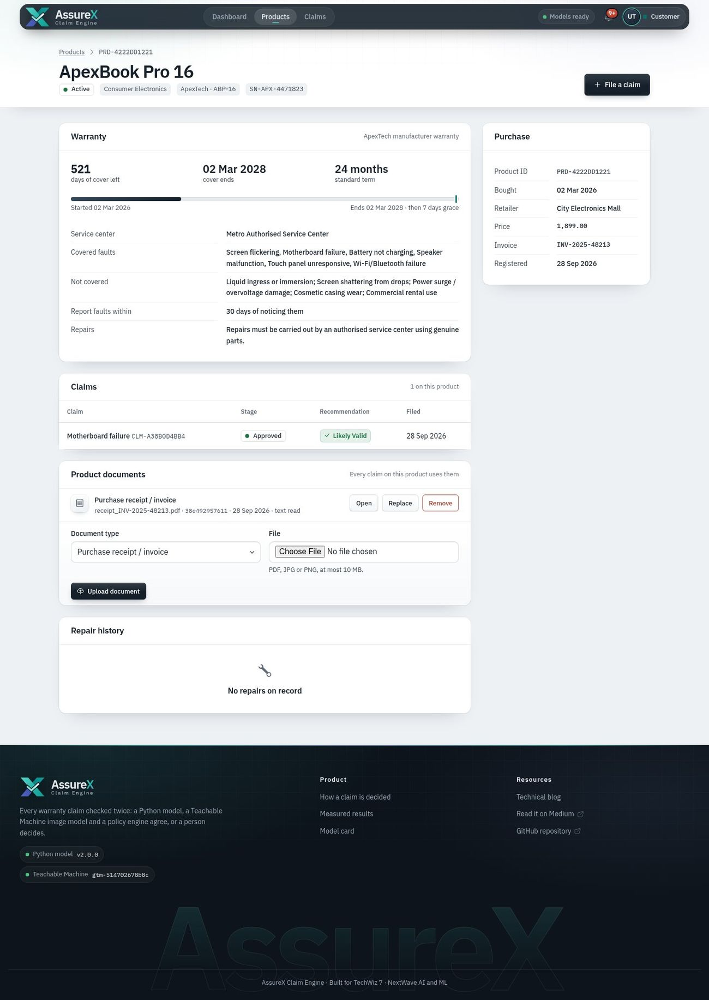 AssureX
Claim Engine
Dashboard
Products
Claims
Models ready
9+
UT
Customer
Products
PRD-4222DD1221
ApexBook Pro 16
Active
Consumer Electronics
ApexTech · ABP-16
SN-APX-4471823
File a claim
Warranty
ApexTech manufacturer warranty
521
days of cover left
02 Mar 2028
cover ends
24 months
standard term
Started 02 Mar 2026
Ends 02 Mar 2028 · then 7 days grace
Service center
Metro Authorised Service Center
Covered faults
Screen flickering, Motherboard failure, Battery not charging, Speaker
malfunction, Touch panel unresponsive, Wi-Fi/Bluetooth failure
Not covered
Liquid ingress or immersion; Screen shattering from drops; Power surge /
overvoltage damage; Cosmetic casing wear; Commercial rental use
Report faults within
30 days of noticing them
Repairs
Repairs must be carried out by an authorised service center using genuine
parts.
Purchase
Product ID
PRD-4222DD1221
Bought
02 Mar 2026
Retailer
City Electronics Mall
Price
1,899.00
Invoice
INV-2025-48213
Registered
28 Sep 2026
Claims
1 on this product
Claim
Stage
Recommendation
Filed
Motherboard failure CLM-A38B0D4BB4
Approved
Likely Valid
28 Sep 2026
Product documents
Every claim on this product uses them
Purchase receipt / invoice
receipt_INV-2025-48213.pdf · 38e492957611 · 28 Sep 2026 · text read
Open
Replace
Remove
Document type
Purchase receipt / invoice
File
Choose File No file chosen
PDF, JPG or PNG, at most 10 MB.
Upload document
Repair history
No repairs on record
AssureX
Claim Engine
Every warranty claim checked twice: a Python model, a Teachable
Machine image model and a policy engine agree, or a person
decides.
Python model v2.0.0
Teachable Machine gtm-514702678b8c
Product
How a claim is decided
Measured results
Model card
Resources
Technical blog
Read it on Medium
GitHub repository
AssureX
AssureX Claim Engine · Built for TechWiz 7 · NextWave AI and ML